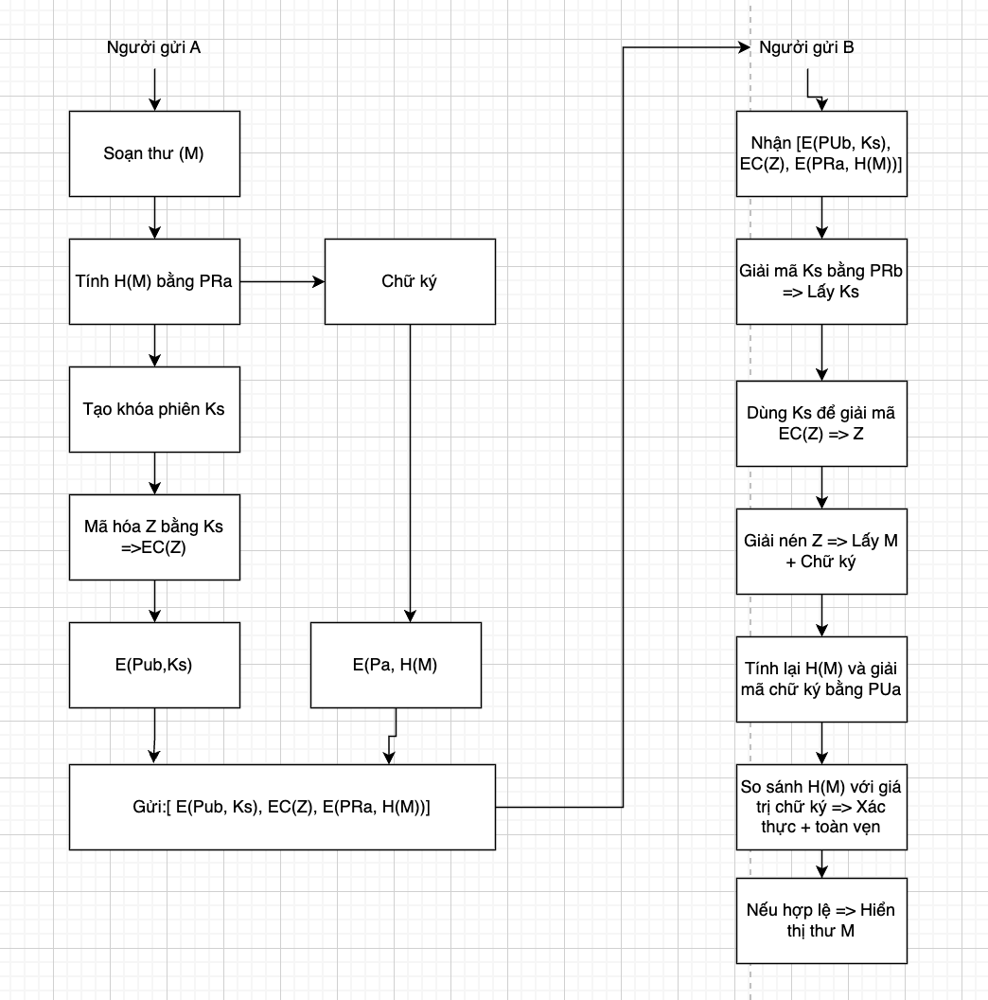 Người gửi A
Soạn thư (M)
Tính H(M) bằng PRa
Chữ ký
Tạo khóa phiên Ks
Mã hóa Z bằng Ks
=>EC(Z)
E(Pub,Ks)
E(Pa, H(M)
Gửi:[ E(Pub, Ks), EC(Z), E(PRa, H(M))]
Người gửi B
Nhận [E(PUb, Ks),
EC(Z), E(PRa, H(M))]
Giải mã Ks bằng PRb
=> Lấy Ks
Dùng Ks để giải mã
EC(Z) => Z
Giải nén Z => Lấy M
+ Chữ ký
Tính lại H(M) và giải
mã chữ ký bằng PUa
So sánh H(M) với giá
trị chữ ký => Xác
thực + toàn vẹn
Nếu hợp lệ => Hiển
thị thư M